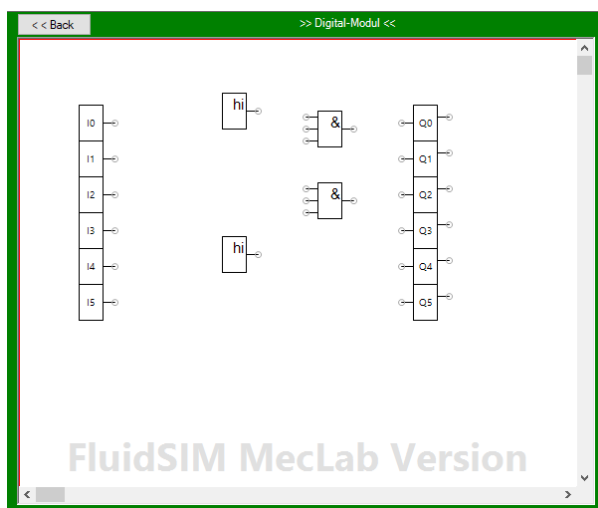 < < Back
>> Digital-Modul <<
hi
&
I0
Q0
I1
Q1
&
I2
Q2
I3
Q3
hi
I4
Q4
I5
Q5
FluidSIM MecLab Version